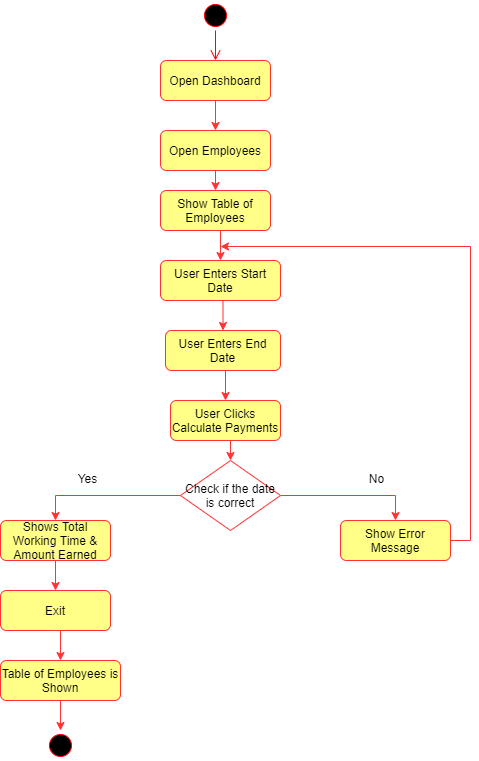 Open Dashboard
Open Employees
Show Table of
Employees
User Enters Start
Date
User Enters End
Date
User Clicks
Calculate Payments
Check if the date
is correct
Yes
No
Shows Total
Working Time &
Amount Earned
Show Error
Message
Exit
Table of Employees is
Shown